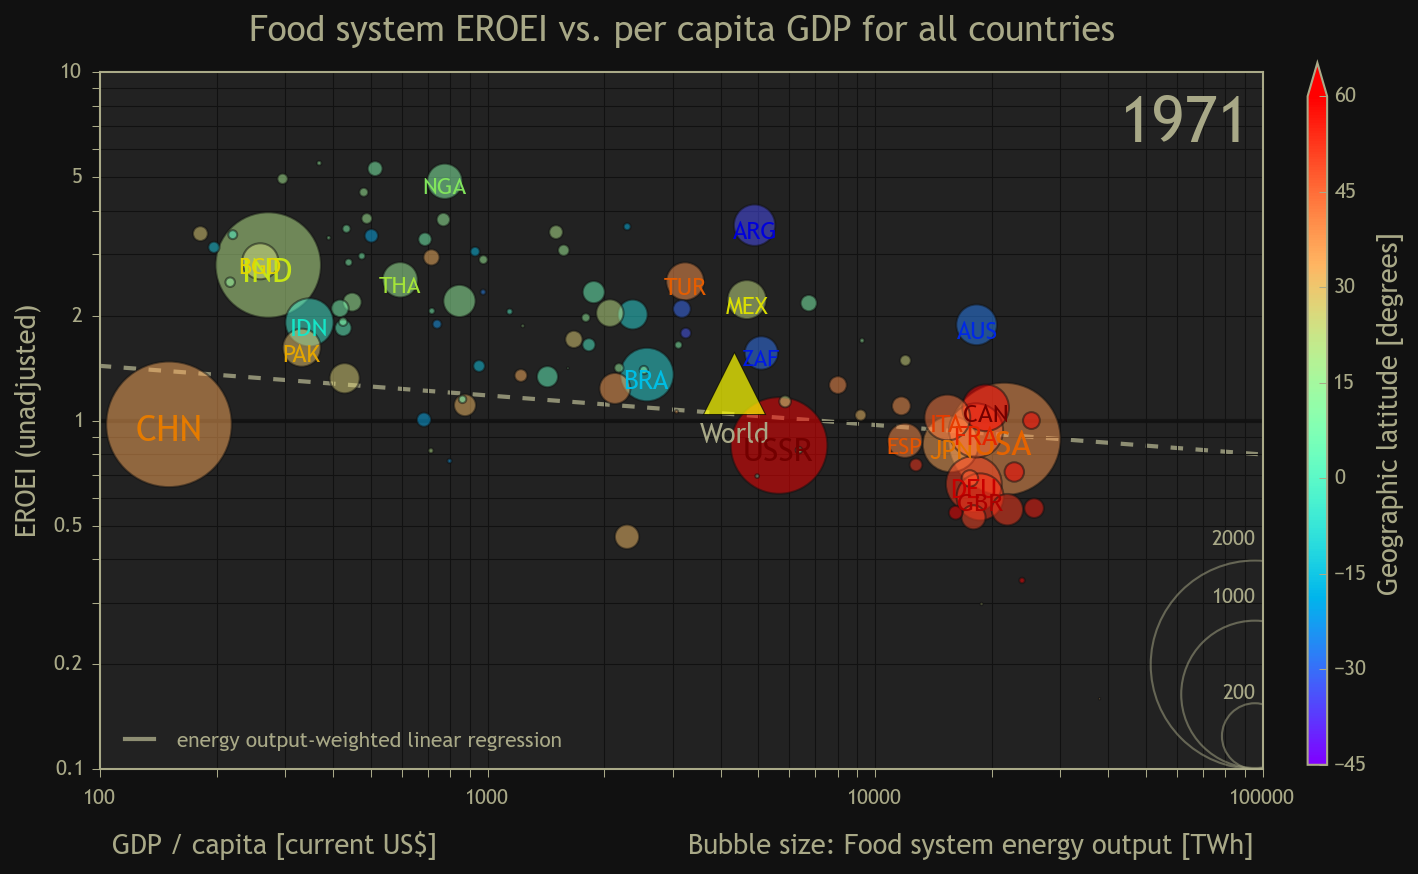 Food system EROEI vs. per capita GDP for all countries
1971
10
5
2
1
0.5
0.2
0.1
EROEI (unadjusted)
NGA
ARG
IND
THA
TUR
MEX
IDN
PAK
AUS
ZAF
BRA
CHN
World
USSR
CAN
ITA
FRA
USA
ESP
JPN
DEU
GBR
2000
1000
200
energy output-weighted linear regression
100
1000
10000
100000
GDP / capita [current US$]
Bubble size: Food system energy output [TWh]
60
45
30
15
0
−15
−30
−45
Geographic latitude [degrees]